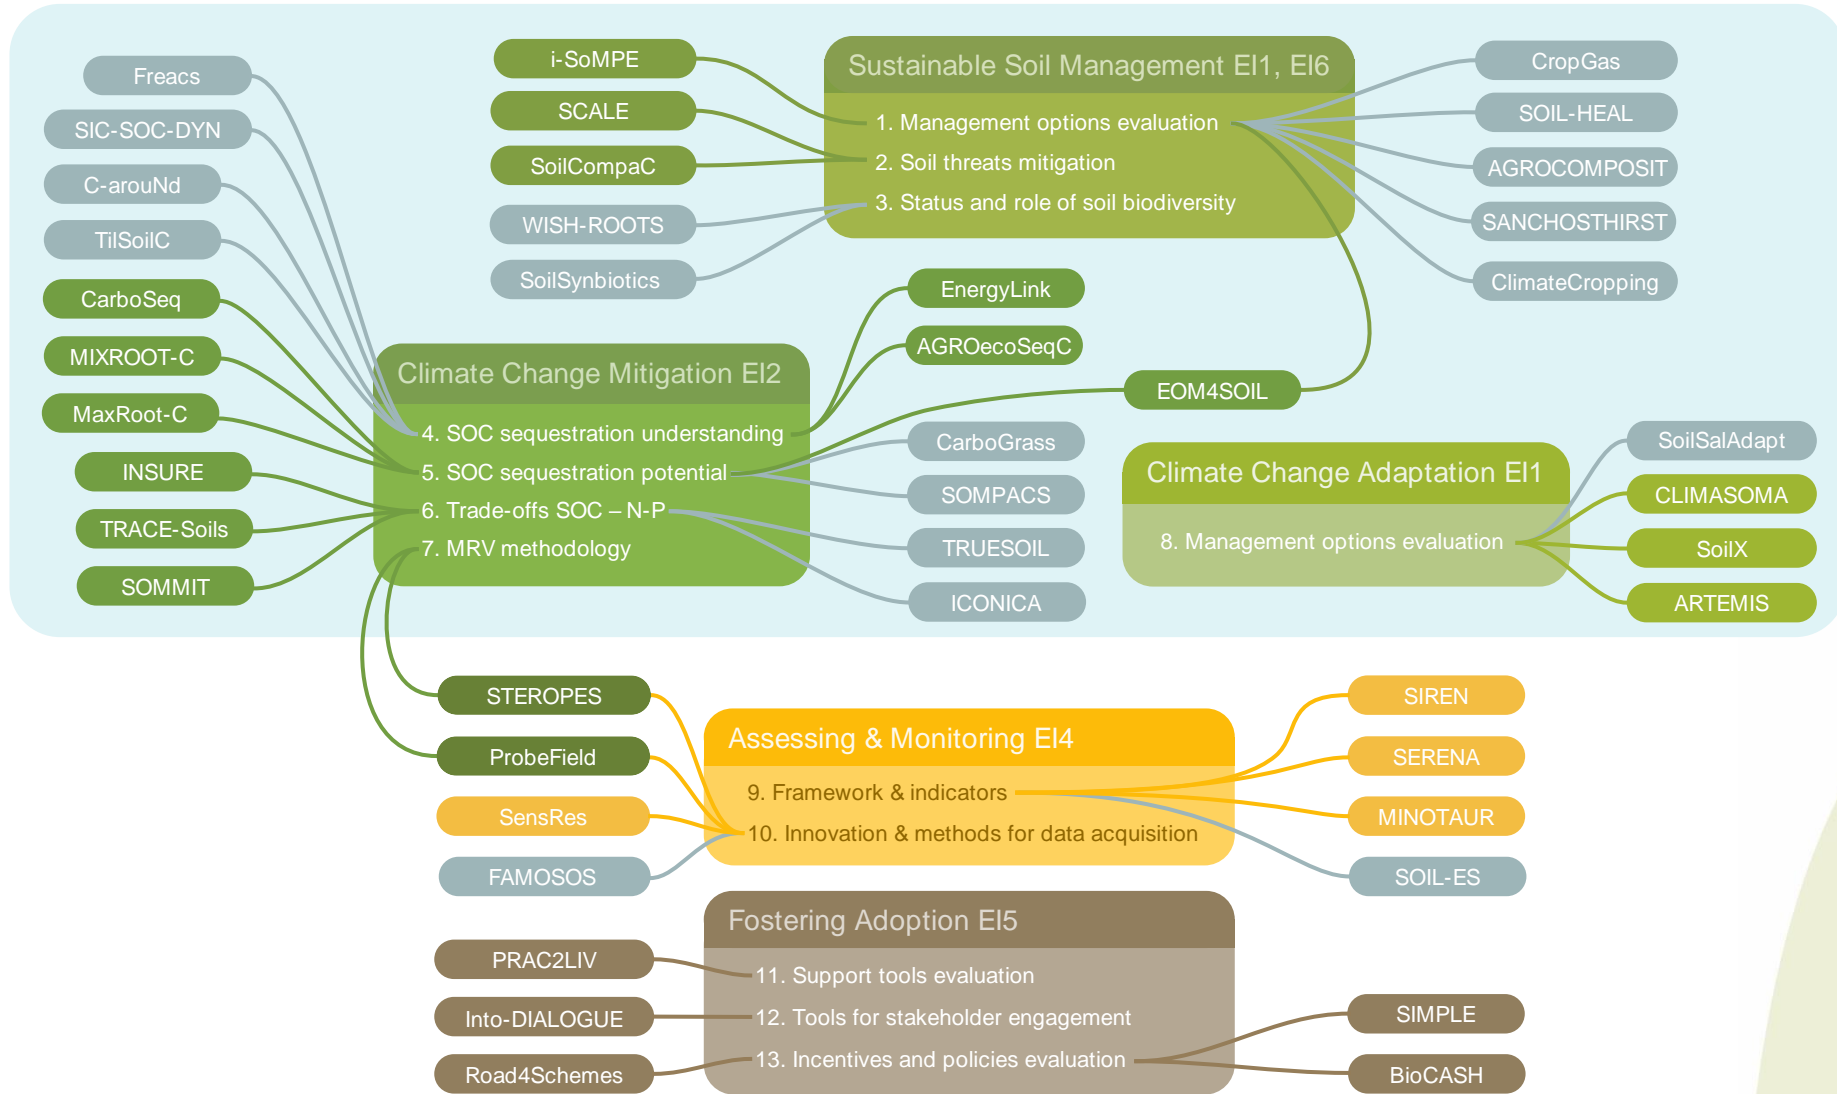 Freacs
SIC-SOC-DYN
C-arouNd
TilSoilC
CarboSeq
MIXROOT-C
MaxRoot-C
INSURE
TRACE-Soils
SOMMIT
i-SoMPE
SCALE
SoilCompaC
WISH-ROOTS
SoilSynbiotics
Sustainable Soil Management EI1, EI6
1. Management options evaluation
2. Soil threats mitigation
3. Status and role of soil biodiversity
CropGas
SOIL-HEAL
AGROCOMPOSIT
SANCHOSTHIRST
ClimateCropping
Climate Change Mitigation EI2
4. SOC sequestration understanding
5. SOC sequestration potential
6. Trade-offs SOC – N-P
7. MRV methodology
EnergyLink
AGROecoSeqC
EOM4SOIL
CarboGrass
SOMPACS
TRUESOIL
ICONICA
Climate Change Adaptation EI1
8. Management options evaluation
SoilSalAdapt
CLIMASOMA
SoilX
ARTEMIS
STEROPES
ProbeField
SensRes
FAMOSOS
Assessing & Monitoring EI4
9. Framework & indicators
10. Innovation & methods for data acquisition
SIREN
SERENA
MINOTAUR
SOIL-ES
Fostering Adoption EI5
PRAC2LIV
Into-DIALOGUE
Road4Schemes
11. Support tools evaluation
12. Tools for stakeholder engagement
13. Incentives and policies evaluation
SIMPLE
BioCASH